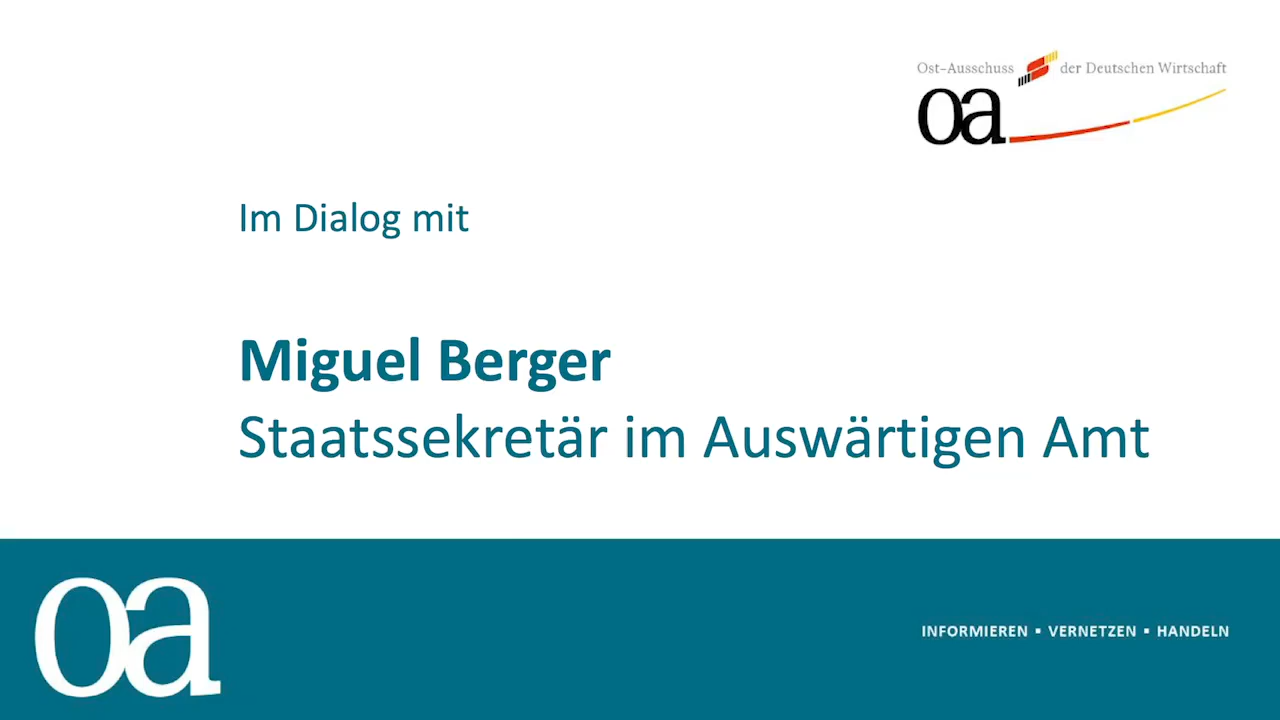 Ost-Ausschuss der Deutschen Wirtschaft
oa
Im Dialog mit
Miguel Berger
Staatssekretär im Auswärtigen Amt
oa
INFORMIEREN ▪ VERNETZEN ▪ HANDELN